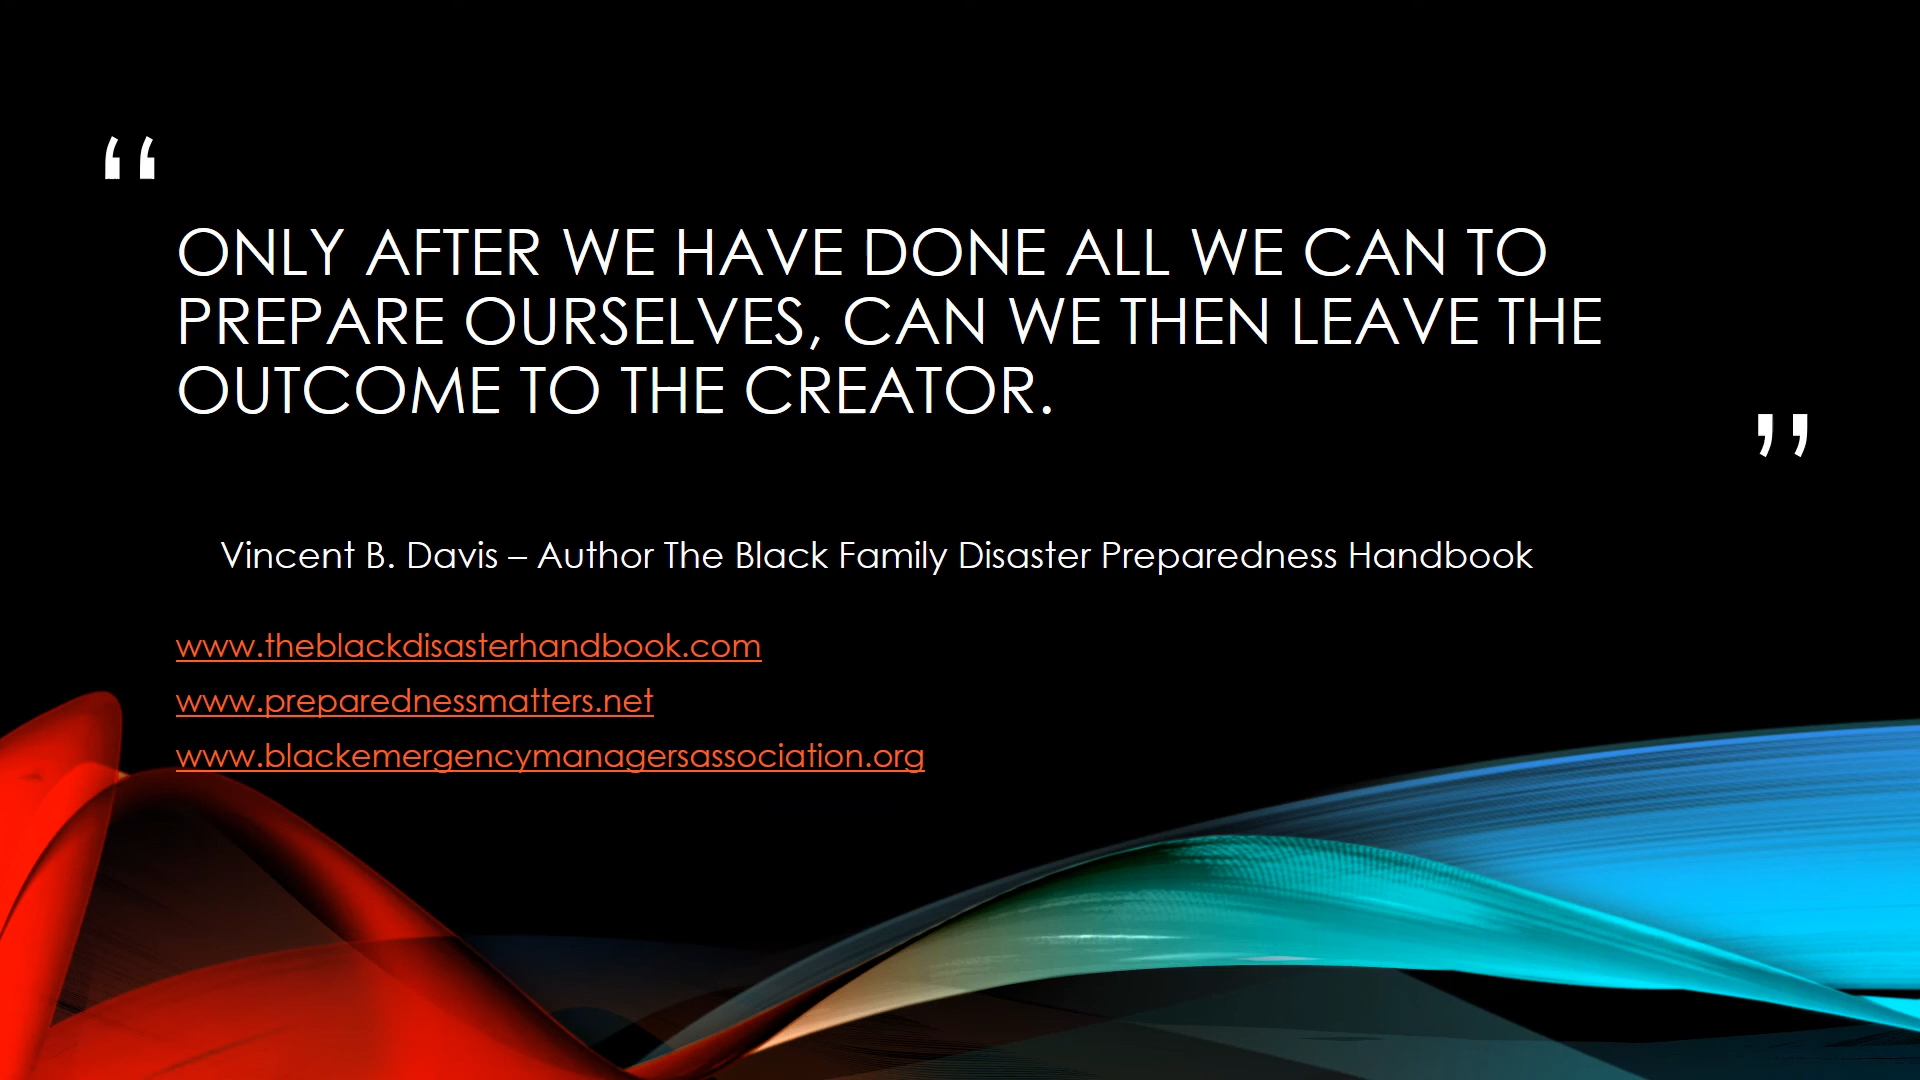 “
ONLY AFTER WE HAVE DONE ALL WE CAN TO
PREPARE OURSELVES, CAN WE THEN LEAVE THE
OUTCOME TO THE CREATOR.
”
Vincent B. Davis – Author The Black Family Disaster Preparedness Handbook
www.theblackdisasterhandbook.com
www.preparednessmatters.net
www.blackemergencymanagersassociation.org